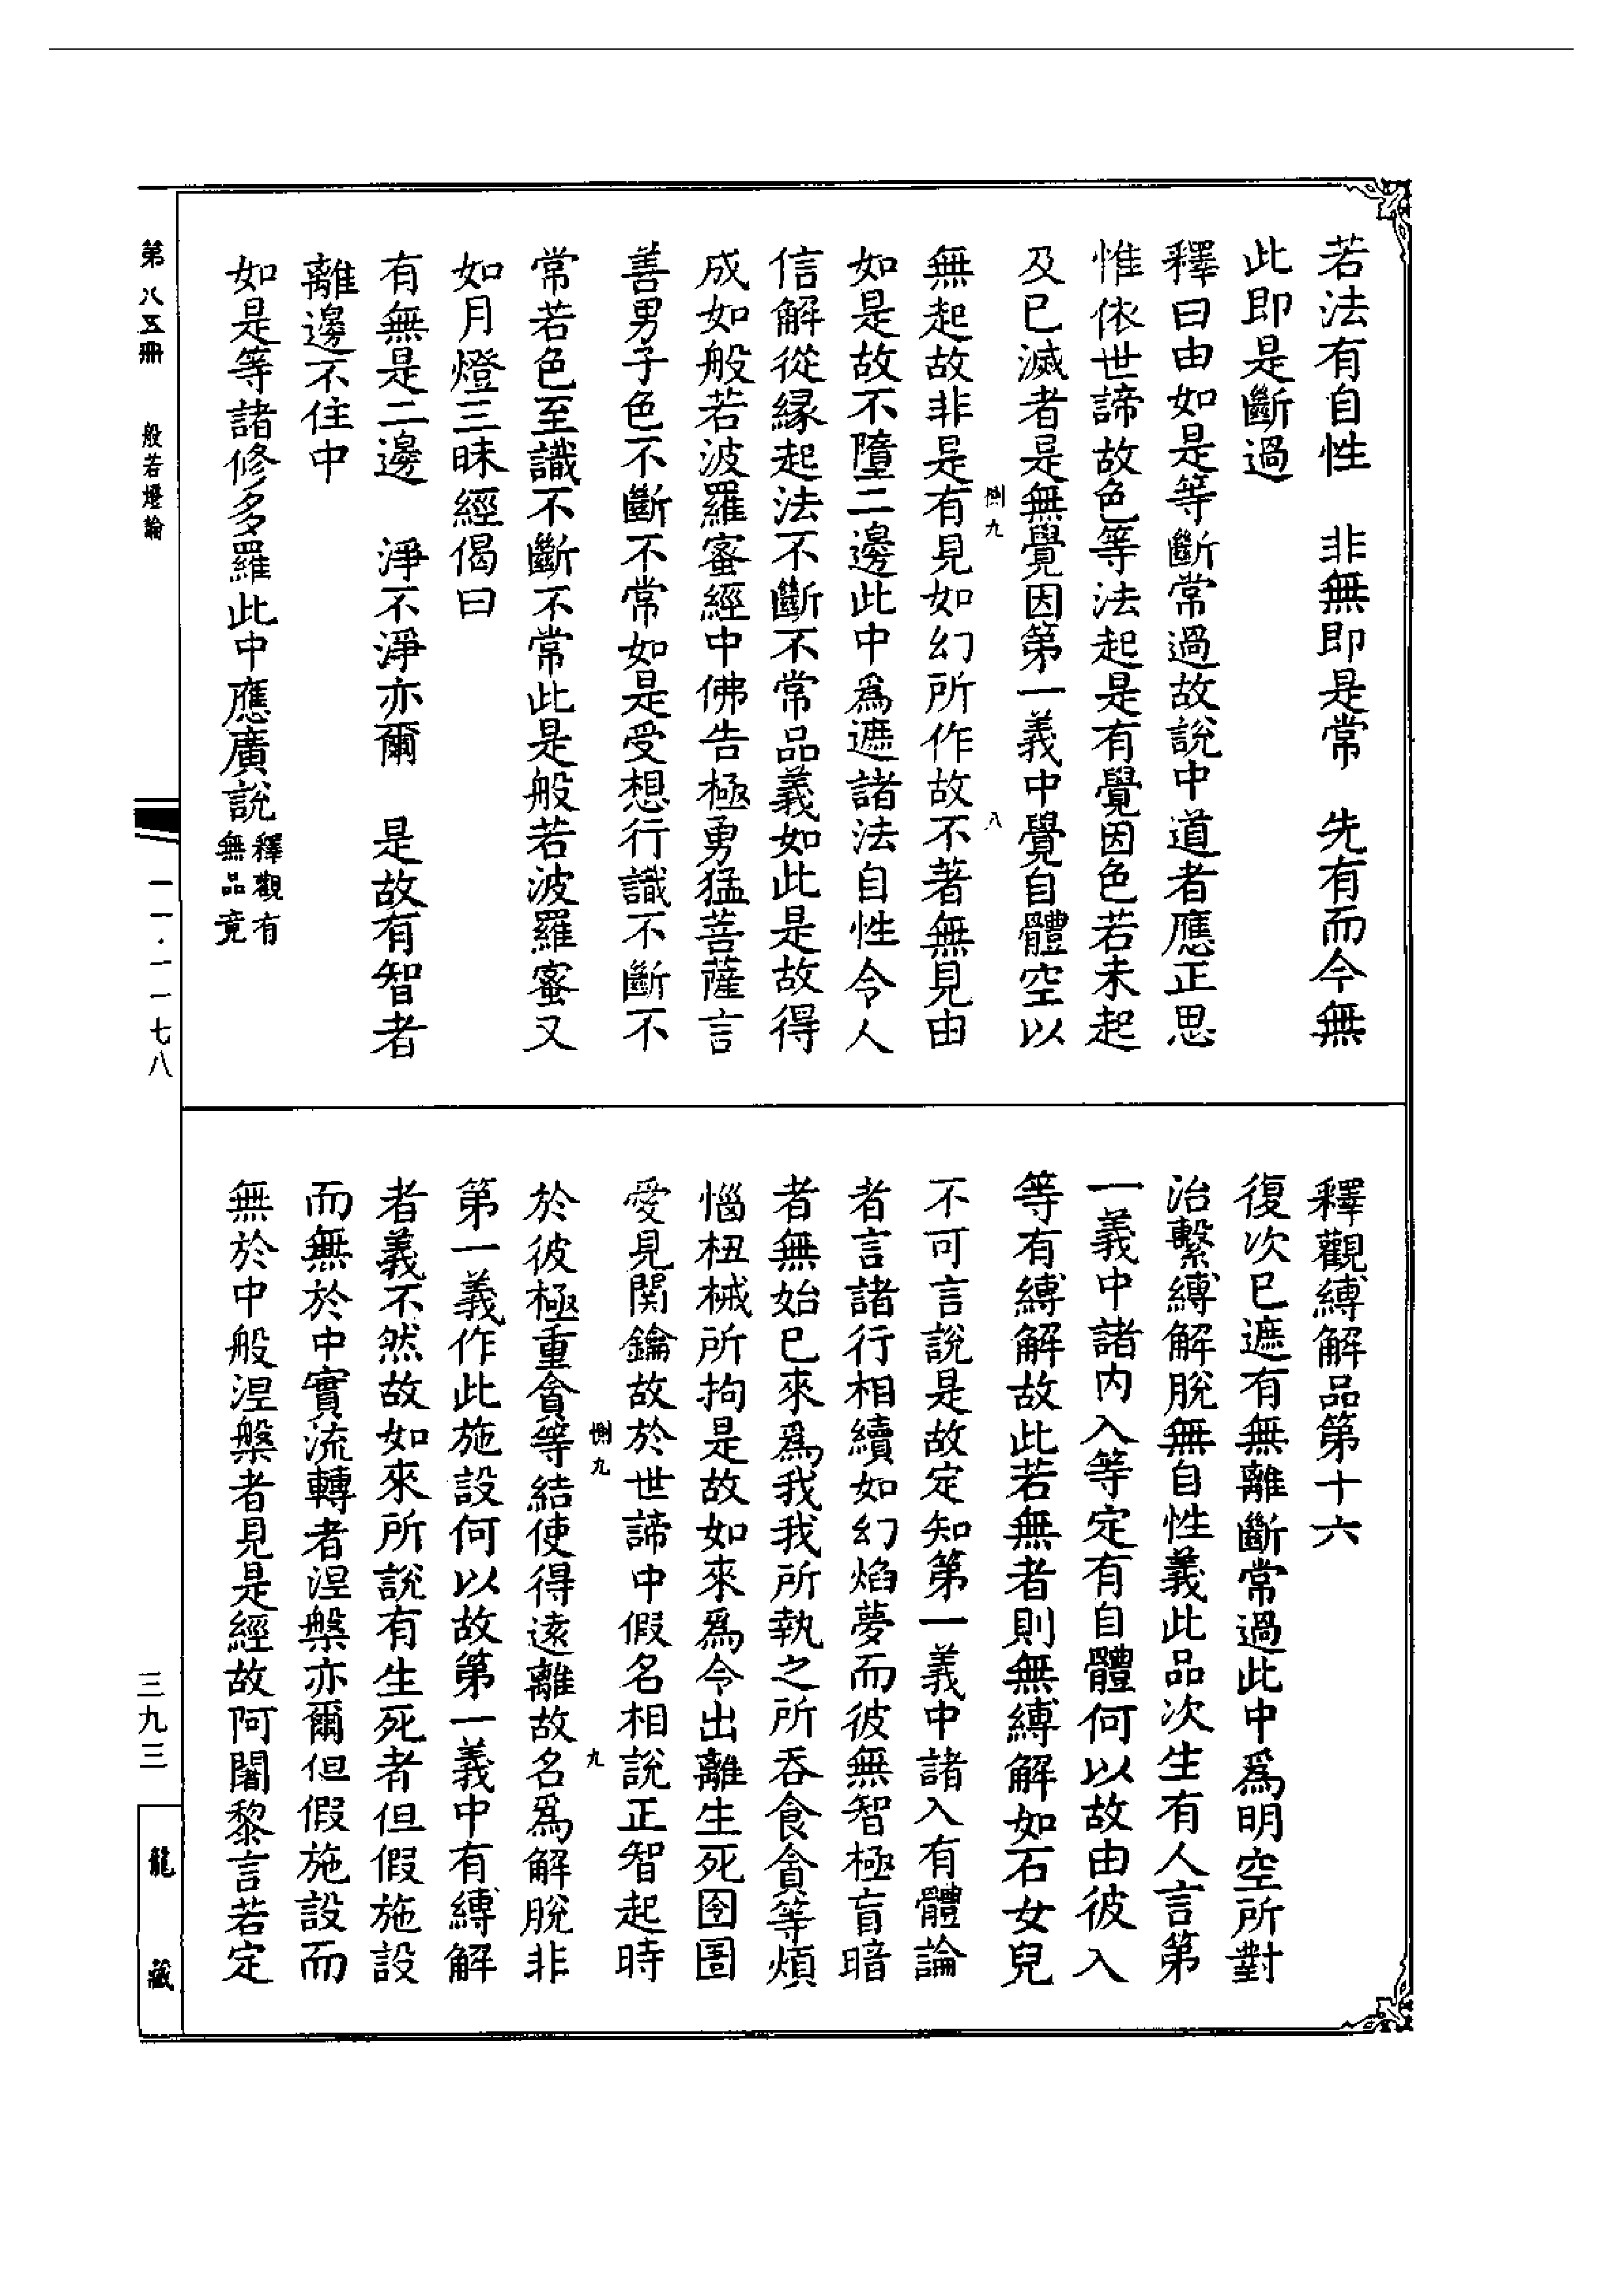 若法有自性　非無即是常　先有而今無
此即是斷過
釋曰由如是等斷常過故說中道者應正思
惟依世諦故色等法起是有覺因色若未起
及已滅者是無覺因第一義中覺自體空以
惻九　八
無起故非是有見如幻所作故不著無見由
如是故不墮二邊此中爲遮諸法自性令人
信解從緣起法不斷不常品義如此是故得
成如般若波羅蜜經中佛告極勇猛菩薩言
善男子色不斷不常如是受想行識不斷不
常若色至識不斷不常此是般若波羅蜜又
如月燈三昧經偈曰
有無是二邊　淨不淨亦爾　是故有智者
離邊不住中
如是等諸修多羅此中應廣說釋觀有
無品竟
釋觀縛解品第十六
復次已遮有無離斷常過此中爲明空所對
治繫縛解脫無自性義此品次生有人言第
一義中諸內入等定有自體何以故由彼入
等有縛解故此若無者則無縛解如石女兒
不可言說是故定知第一義中諸入有體論
者言諸行相續如幻焰夢而彼無智極盲暗
者無始已來爲我我所執之所吞食貪等煩
惱杻械所拘是故如來爲令出離生死囹圄
愛見関鑰故於世諦中假名相說正智起時
惻九　九
於彼極重貪等結使得遠離故名爲解脫非
第一義作此施設何以故第一義中有縛解
者義不然故如來所說有生死者但假施設
而無於中實流轉者涅槃亦爾但假施設而
無於中般涅槃者見是經故阿闍黎言若定
第八五冊　般若燈論　一一·一一七八　三九三　龍藏